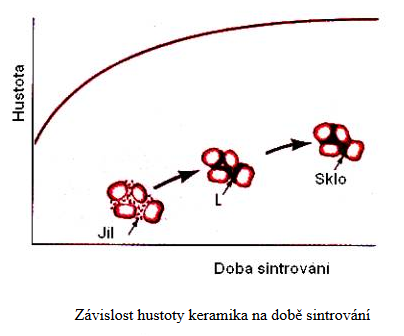 Hustota
Jíl
L
Sklo
Doba sintrování
Závislost hustoty keramika na době sintrování